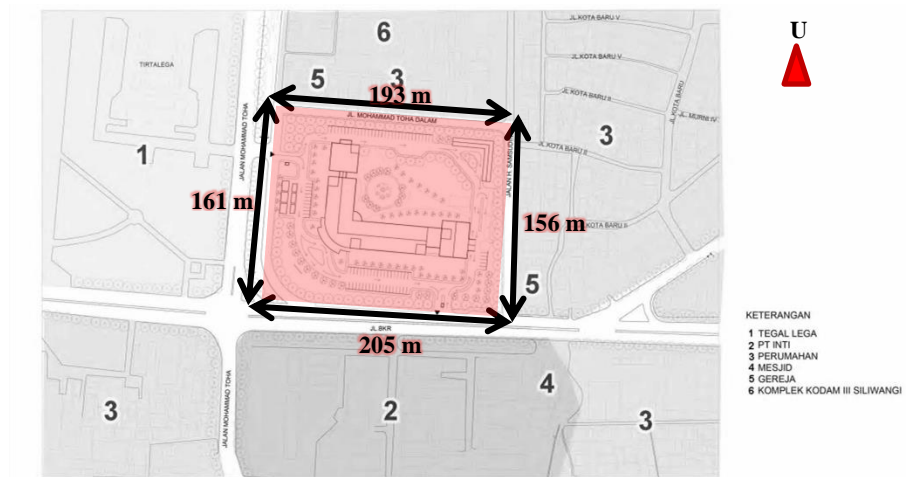 U
6
TIRTALEGA
JL KOTA BARU V
JL.KOTA BARU V
5
3
193 m
JL.KOTA BARU II
JL.KOTA BARU
JL. MURNI IV
JL. MOHAMMAD TOHA DALAM
JALAN MOHAMMAD TOHA
1
JL.KOTA BARU II
3
161 m
JALAN H. SAMSUDI
156 m
KOTA BARU II
5
JL.BKR
205 m
KETERANGAN
1 TEGAL LEGA
2 PT INTI
3 PERUMAHAN
4 MESJID
5 GEREJA
6 KOMPLEK KODAM III SILIWANGI
JALAN MOHAMMAD TOHA
3
2
4
3